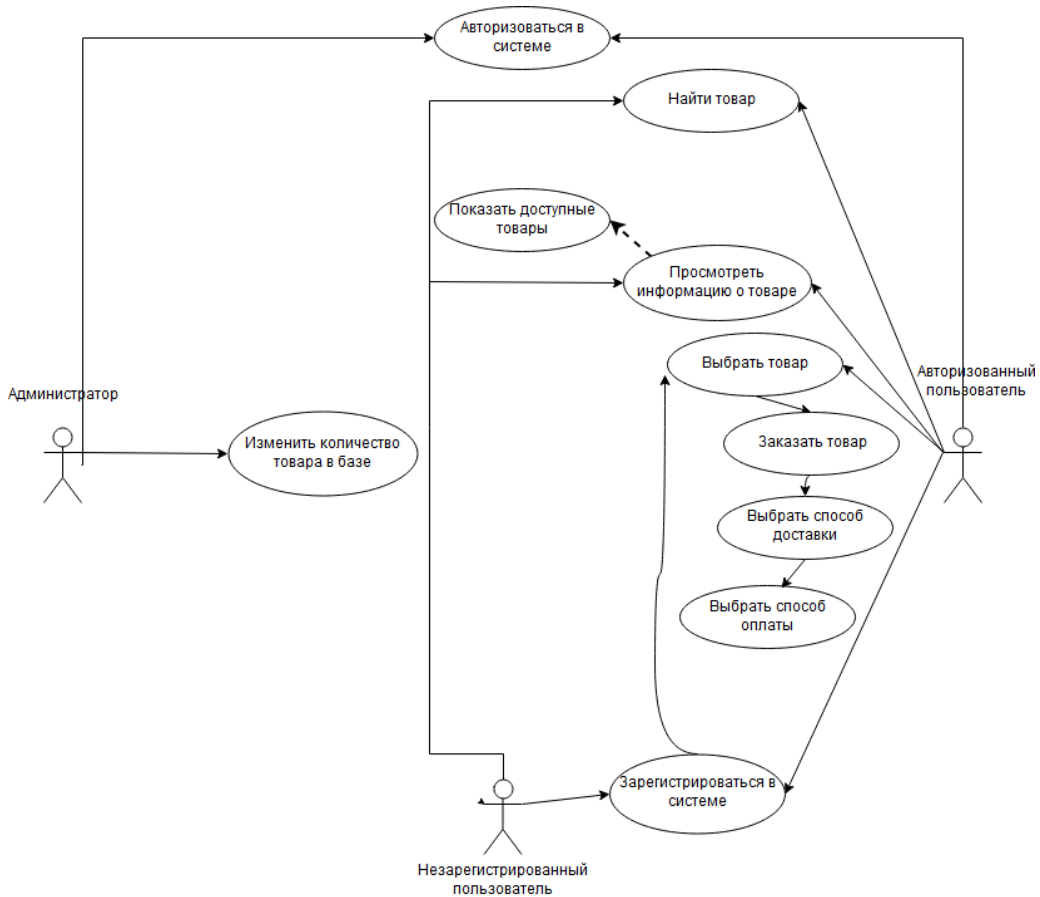 Авторизоваться в
системе
Найти товар
Показать доступные
товары
Просмотреть
информацию о товаре
Выбрать товар
Авторизованный
пользователь
Администратор
Изменить количество
товара в базе
Заказать товар
Выбрать способ
доставки
Выбрать способ
оплаты
Зарегистрироваться в
системе
Незарегистрированный
пользователь